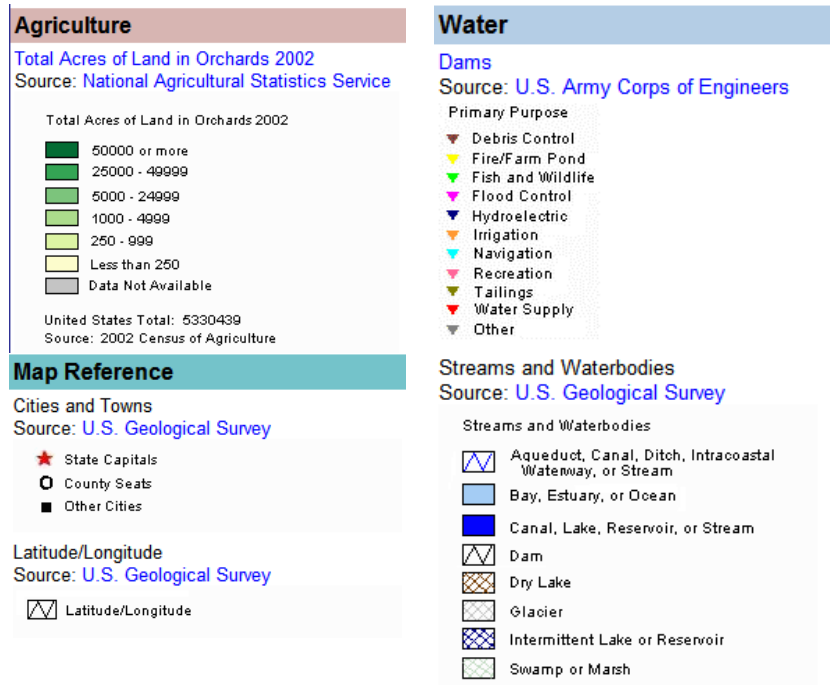 Agriculture
Total Acres of Land in Orchards 2002
Source: National Agricultural Statistics Service
Total Acres of Land in Orchards 2002
50000 or more
25000 - 49999
5000 - 24999
1000 - 4999
250 - 999
Less than 250
Data Not Available
United States Total: 5330439
Source: 2002 Census of Agriculture
Map Reference
Cities and Towns
Source: U.S. Geological Survey
State Capitals
County Seats
Other Cities
Latitude/Longitude
Source: U.S. Geological Survey
Latitude/Longitude
Water
Dams
Source: U.S. Army Corps of Engineers
Primary Purpose
Debris Control
Fire/Farm Pond
Fish and Wildlife
Flood Control
Hydroelectric
Irrigation
Navigation
Recreation
Tailings
Water Supply
Other
Streams and Waterbodies
Source: U.S. Geological Survey
Streams and Waterbodies
Aqueduct, Canal, Ditch, Intracoastal
Waterway, or Stream
Bay, Estuary, or Ocean
Canal, Lake, Reservoir, or Stream
Dam
Dry Lake
Glacier
Intermittent Lake or Reservoir
Swamp or Marsh